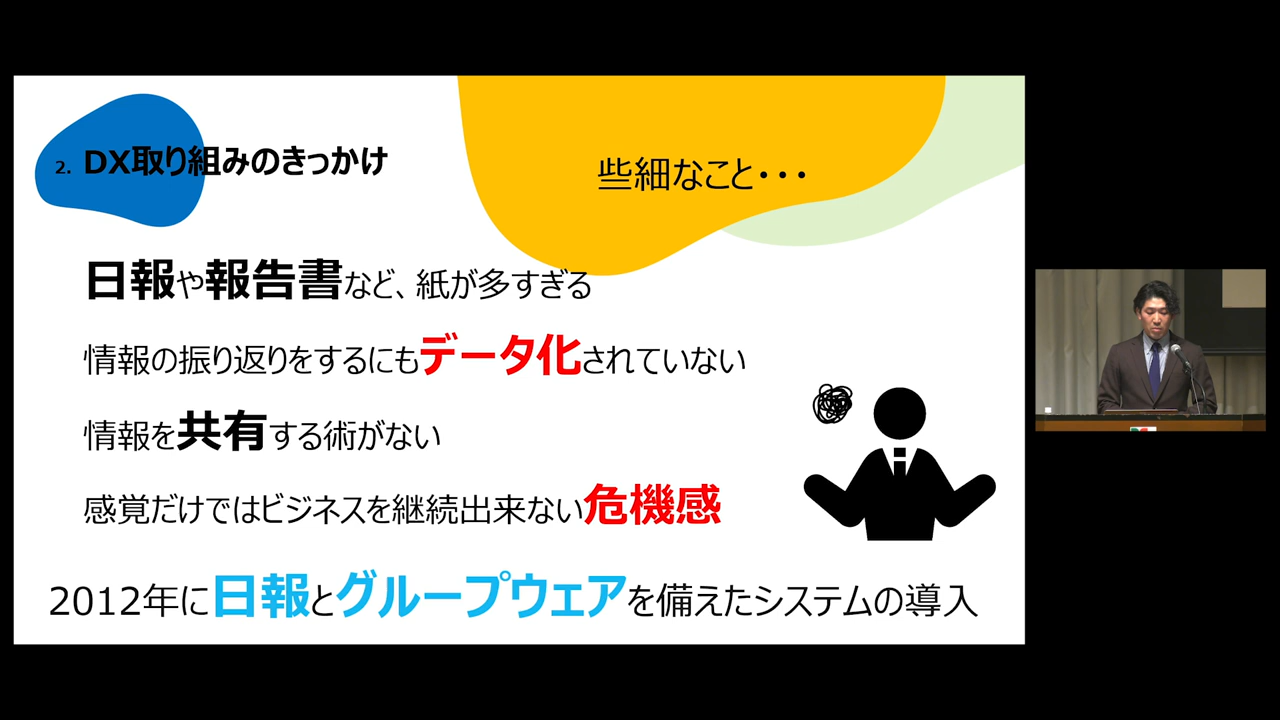 2. DX取り組みのきっかけ
些細なこと・・・
日報や報告書など、紙が多すぎる
情報の振り返りをするにもデータ化されていない
情報を共有する術がない
感覚だけではビジネスを継続出来ない危機感
2012年に日報とグループウェアを備えたシステムの導入